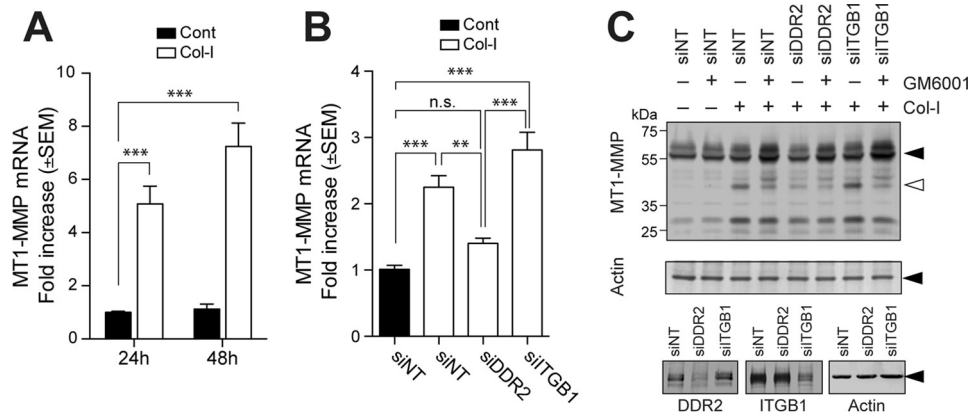 A
Cont
Col-I
MT1-MMP mRNA
Fold increase (±SEM)
10
8
6
4
2
0
***
***
24h
48h
B
Cont
Col-I
MT1-MMP mRNA
Fold increase (±SEM)
4
3
2
1
0
***
n.s.
***
***
**
siNT
siNT
siDDR2
siITGB1
C
siNT
siNT
siNT
siNT
siDDR2
siDDR2
siITGB1
siITGB1
– + – + – + – + GM6001
– – + + + + + + Col-I
kDa
75
55
35
25
MT1-MMP
Actin
siNT
siDDR2
siITGB1
siNT
siDDR2
siITGB1
siNT
siDDR2
siITGB1
DDR2
ITGB1
Actin